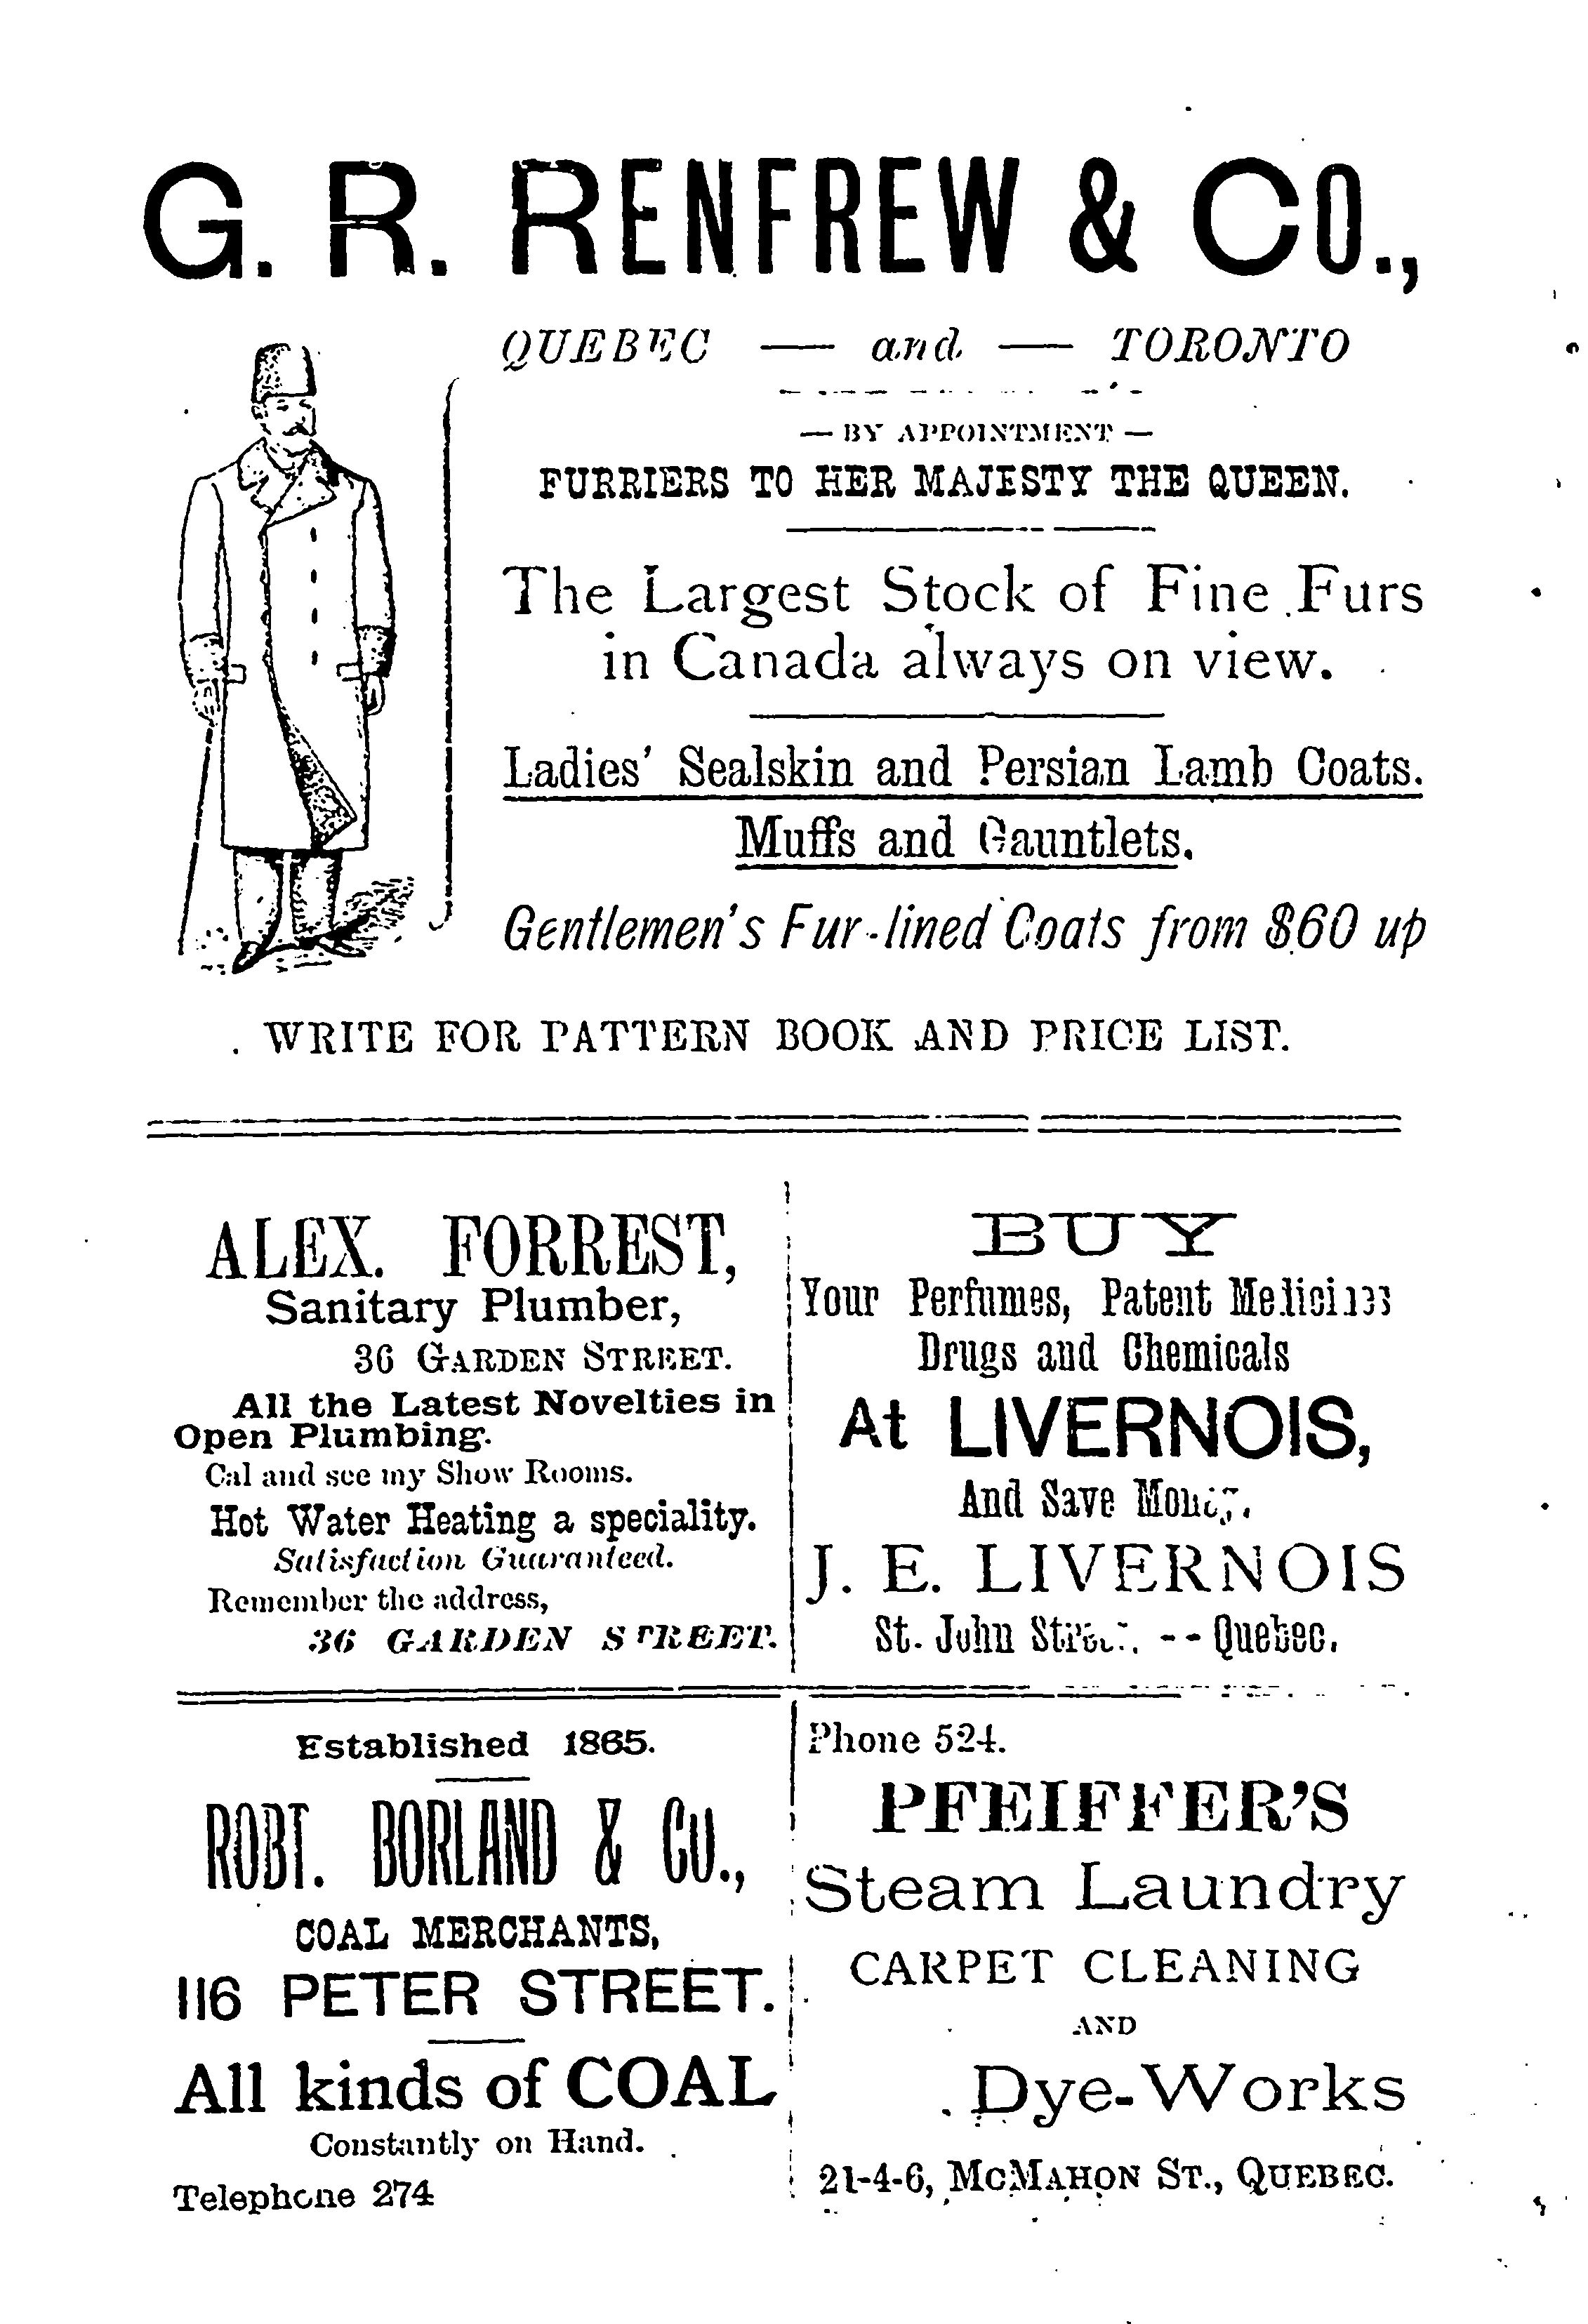 G. R. RENFREW & CO.,
QUEBEC — and — TORONTO
— BY APPOINTMENT —
FURRIERS TO HER MAJESTY THE QUEEN.
The Largest Stock of Fine Furs
in Canada always on view.
Ladies' Sealskin and Persian Lamb Coats.
Muffs and Gauntlets.
Gentlemen's Fur-lined Coats from $60 up
WRITE FOR PATTERN BOOK AND PRICE LIST.
ALEX. FORREST,
Sanitary Plumber,
36 GARDEN STREET.
All the Latest Novelties in
Open Plumbing.
Cal and see my Show Rooms.
Hot Water Heating a speciality.
Satisfaction Guaranteed.
Remember the address,
36 GARDEN STREET.
BUY
Your Perfumes, Patent Medicines
Drugs and Chemicals
At LIVERNOIS,
And Save Money.
J. E. LIVERNOIS
St. John Street, -- Quebec.
Established 1865.
ROBT. BORLAND & CO.,
COAL MERCHANTS,
116 PETER STREET.
All kinds of COAL
Constantly on Hand.
Telephone 274
Phone 524.
PFEIFFER'S
Steam Laundry
CARPET CLEANING
AND
Dye-Works
21-4-6, MCMAHON ST., QUEBEC.